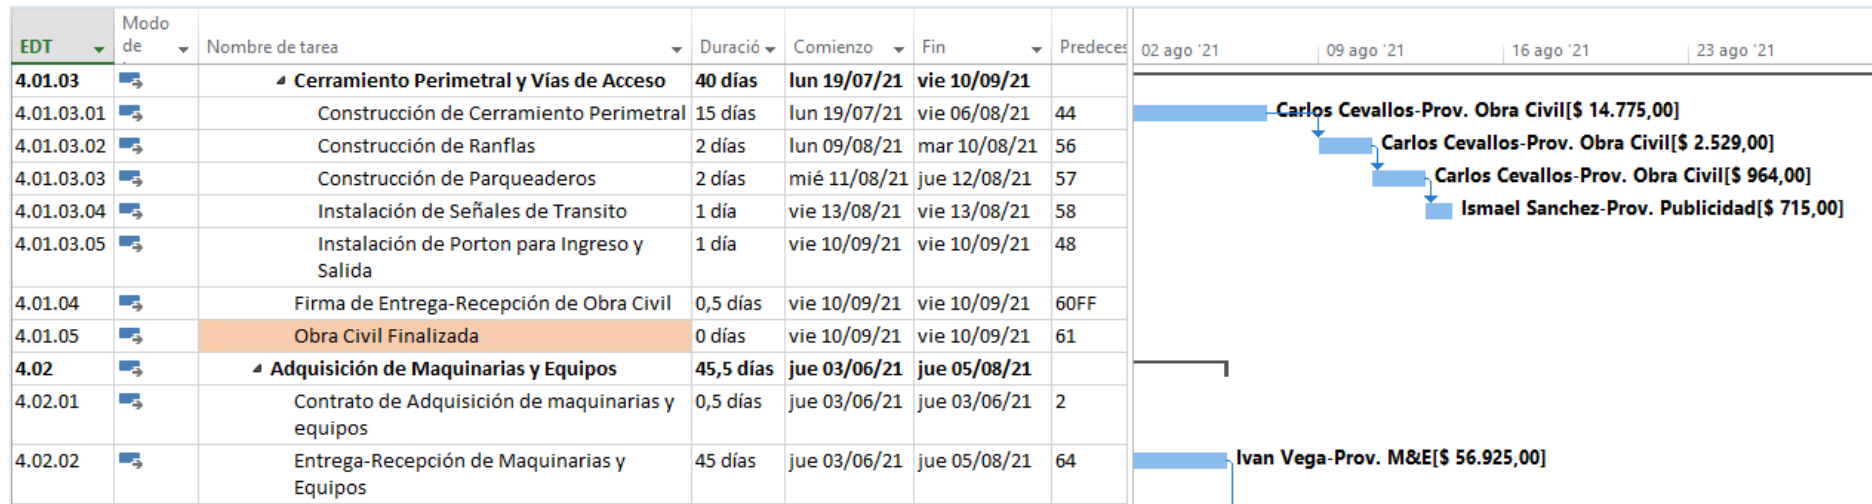 EDT Modo de Nombre de tarea Duració Comienzo Fin Predeces 02 ago '21 09 ago '21 16 ago '21 23 ago '21
4.01.03 Cerramiento Perimetral y Vías de Acceso 40 días lun 19/07/21 vie 10/09/21
4.01.03.01 Construcción de Cerramiento Perimetral 15 días lun 19/07/21 vie 06/08/21 44 Carlos Cevallos-Prov. Obra Civil[$ 14.775,00]
4.01.03.02 Construcción de Ranflas 2 días lun 09/08/21 mar 10/08/21 56 Carlos Cevallos-Prov. Obra Civil[$ 2.529,00]
4.01.03.03 Construcción de Parqueaderos 2 días mié 11/08/21 jue 12/08/21 57 Carlos Cevallos-Prov. Obra Civil[$ 964,00]
4.01.03.04 Instalación de Señales de Transito 1 día vie 13/08/21 vie 13/08/21 58 Ismael Sanchez-Prov. Publicidad[$ 715,00]
4.01.03.05 Instalación de Porton para Ingreso y 1 día vie 10/09/21 vie 10/09/21 48
Salida
4.01.04 Firma de Entrega-Recepción de Obra Civil 0,5 días vie 10/09/21 vie 10/09/21 60FF
4.01.05 Obra Civil Finalizada 0 días vie 10/09/21 vie 10/09/21 61
4.02 Adquisición de Maquinarias y Equipos 45,5 días jue 03/06/21 jue 05/08/21
4.02.01 Contrato de Adquisición de maquinarias y 0,5 días jue 03/06/21 jue 03/06/21 2
equipos
4.02.02 Entrega-Recepción de Maquinarias y 45 días jue 03/06/21 jue 05/08/21 64 Ivan Vega-Prov. M&E[$ 56.925,00]
Equipos